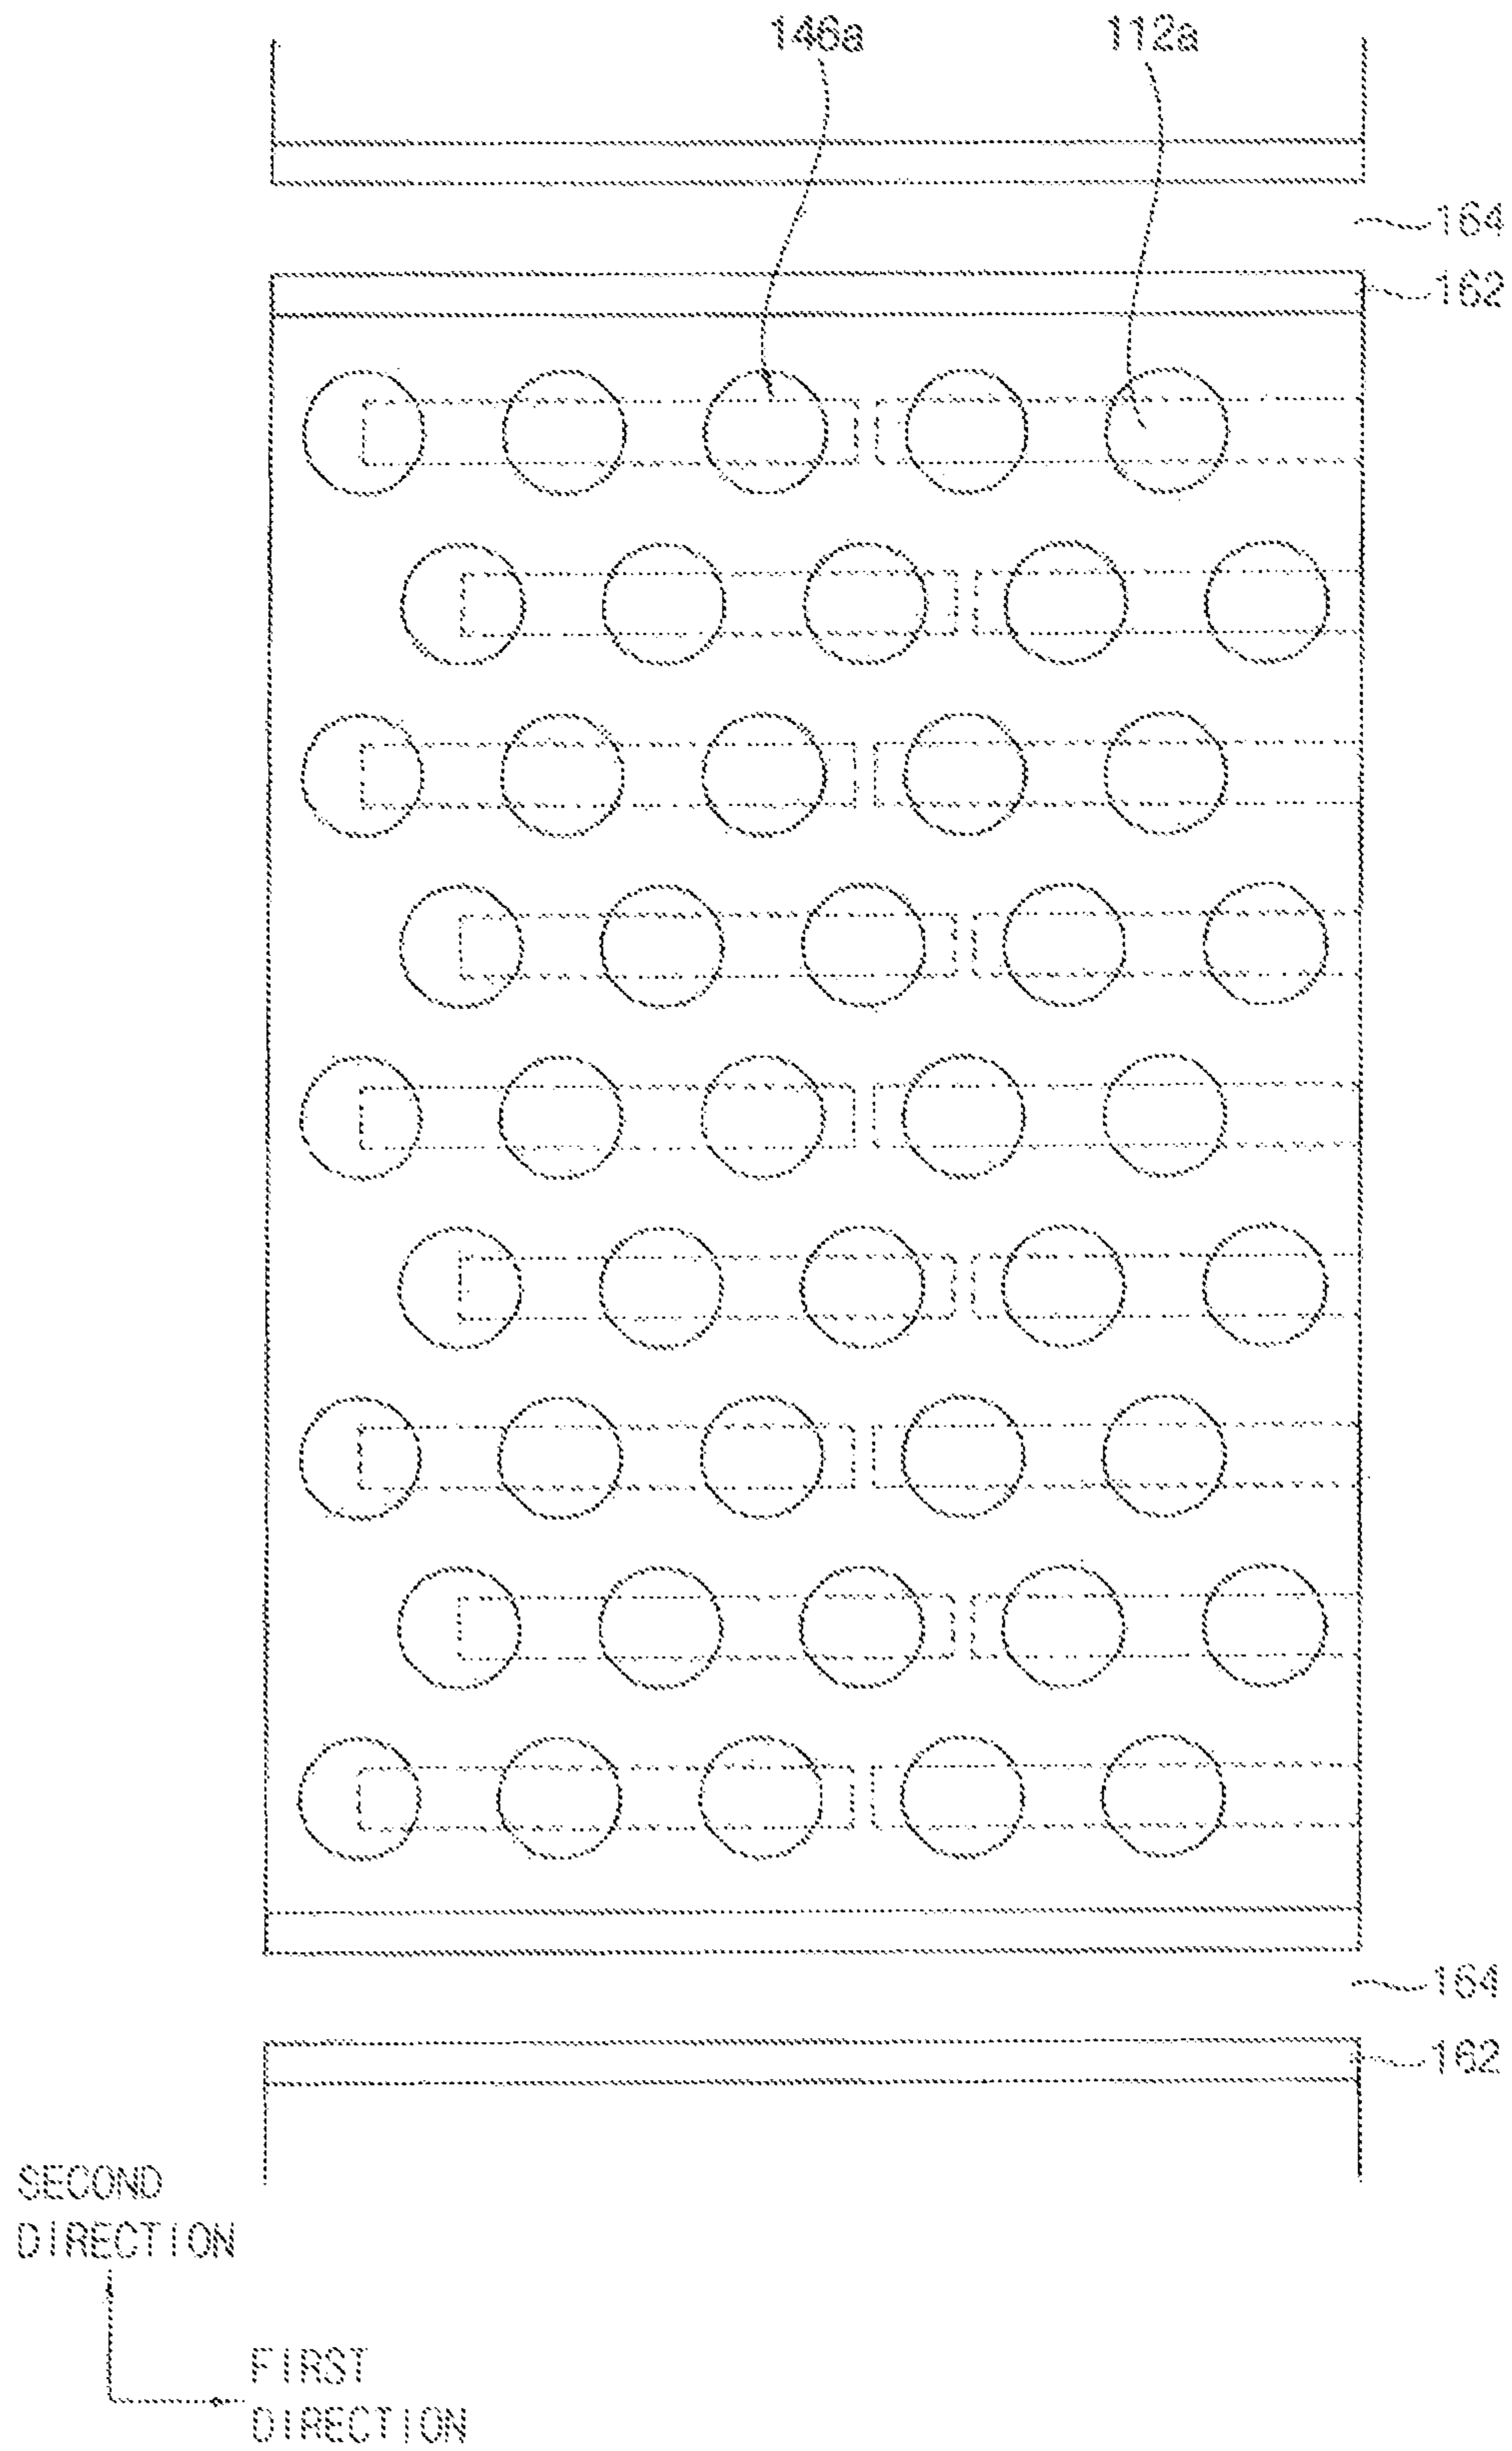 146a 112a
164
162
164
162
SECOND
DIRECTION
FIRST
DIRECTION